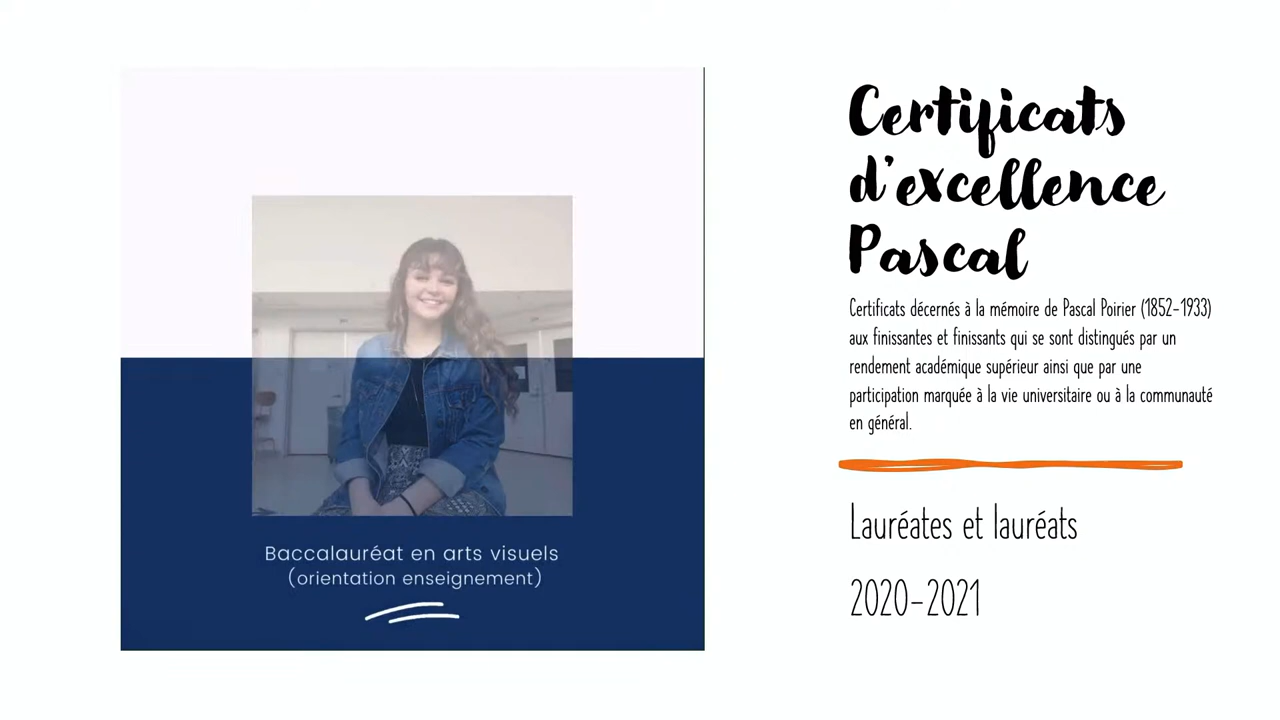 Certificats
d'excellence
Pascal
Certificats décernés à la mémoire de Pascal Poirier (1852-1933)
aux finissantes et finissants qui se sont distingués par un
rendement académique supérieur ainsi que par une
participation marquée à la vie universitaire ou à la communauté
en général.
Lauréates et lauréats
2020-2021
Baccalauréat en arts visuels
(orientation enseignement)